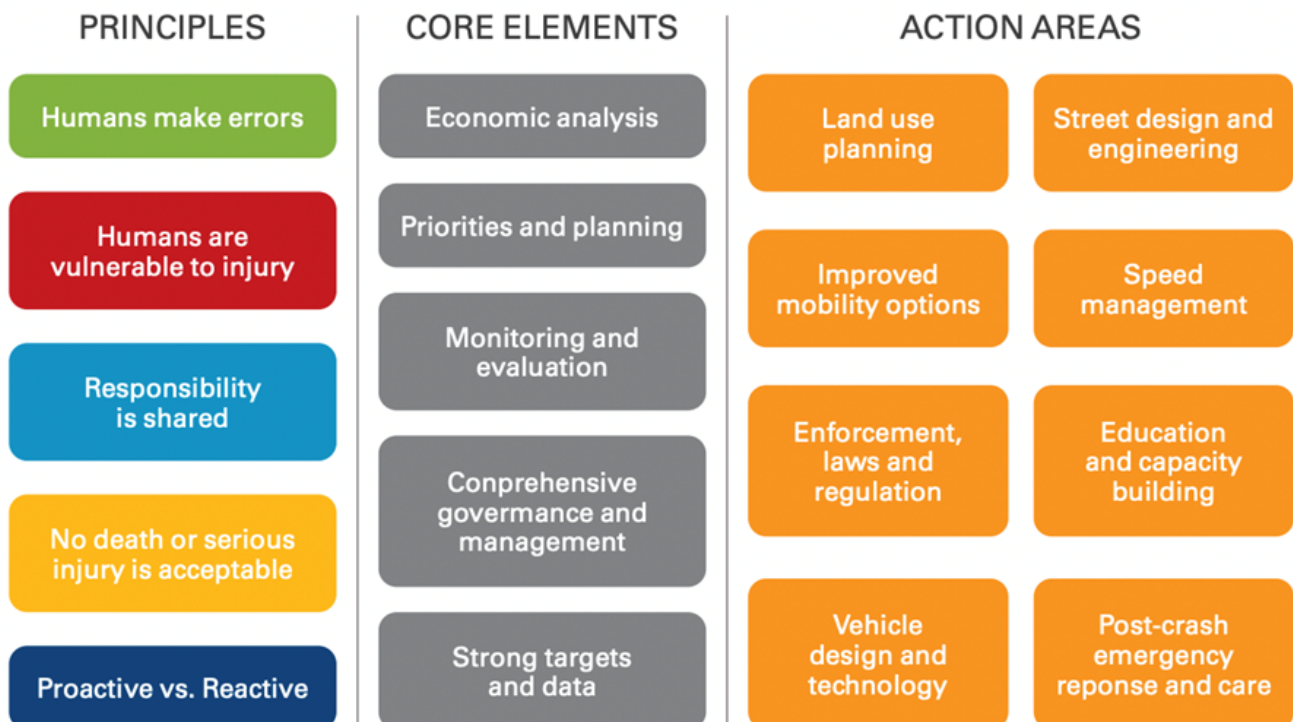 PRINCIPLES
Humans make errors
Humans are
vulnerable to injury
Responsibility
is shared
No death or serious
injury is acceptable
Proactive vs. Reactive
CORE ELEMENTS
Economic analysis
Priorities and planning
Monitoring and
evaluation
Conprehensive
govermance and
management
Strong targets
and data
ACTION AREAS
Land use
planning
Street design and
engineering
Improved
mobility options
Speed
management
Enforcement,
laws and
regulation
Education
and capacity
building
Vehicle
design and
technology
Post-crash
emergency
reponse and care